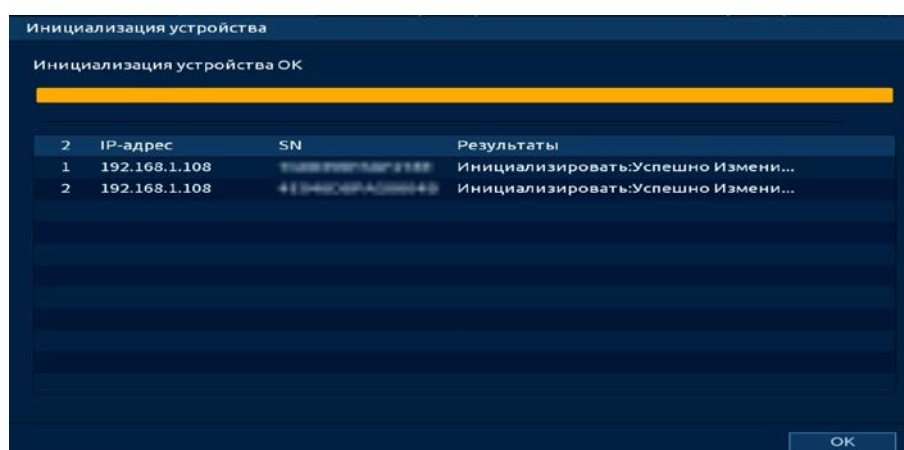 Инициализация устройства
Инициализация устройства ОК
2 IP-адрес SN Результаты
1 192.168.1.108 Инициализировать:Успешно Измени...
2 192.168.1.108 Инициализировать:Успешно Измени...
OK